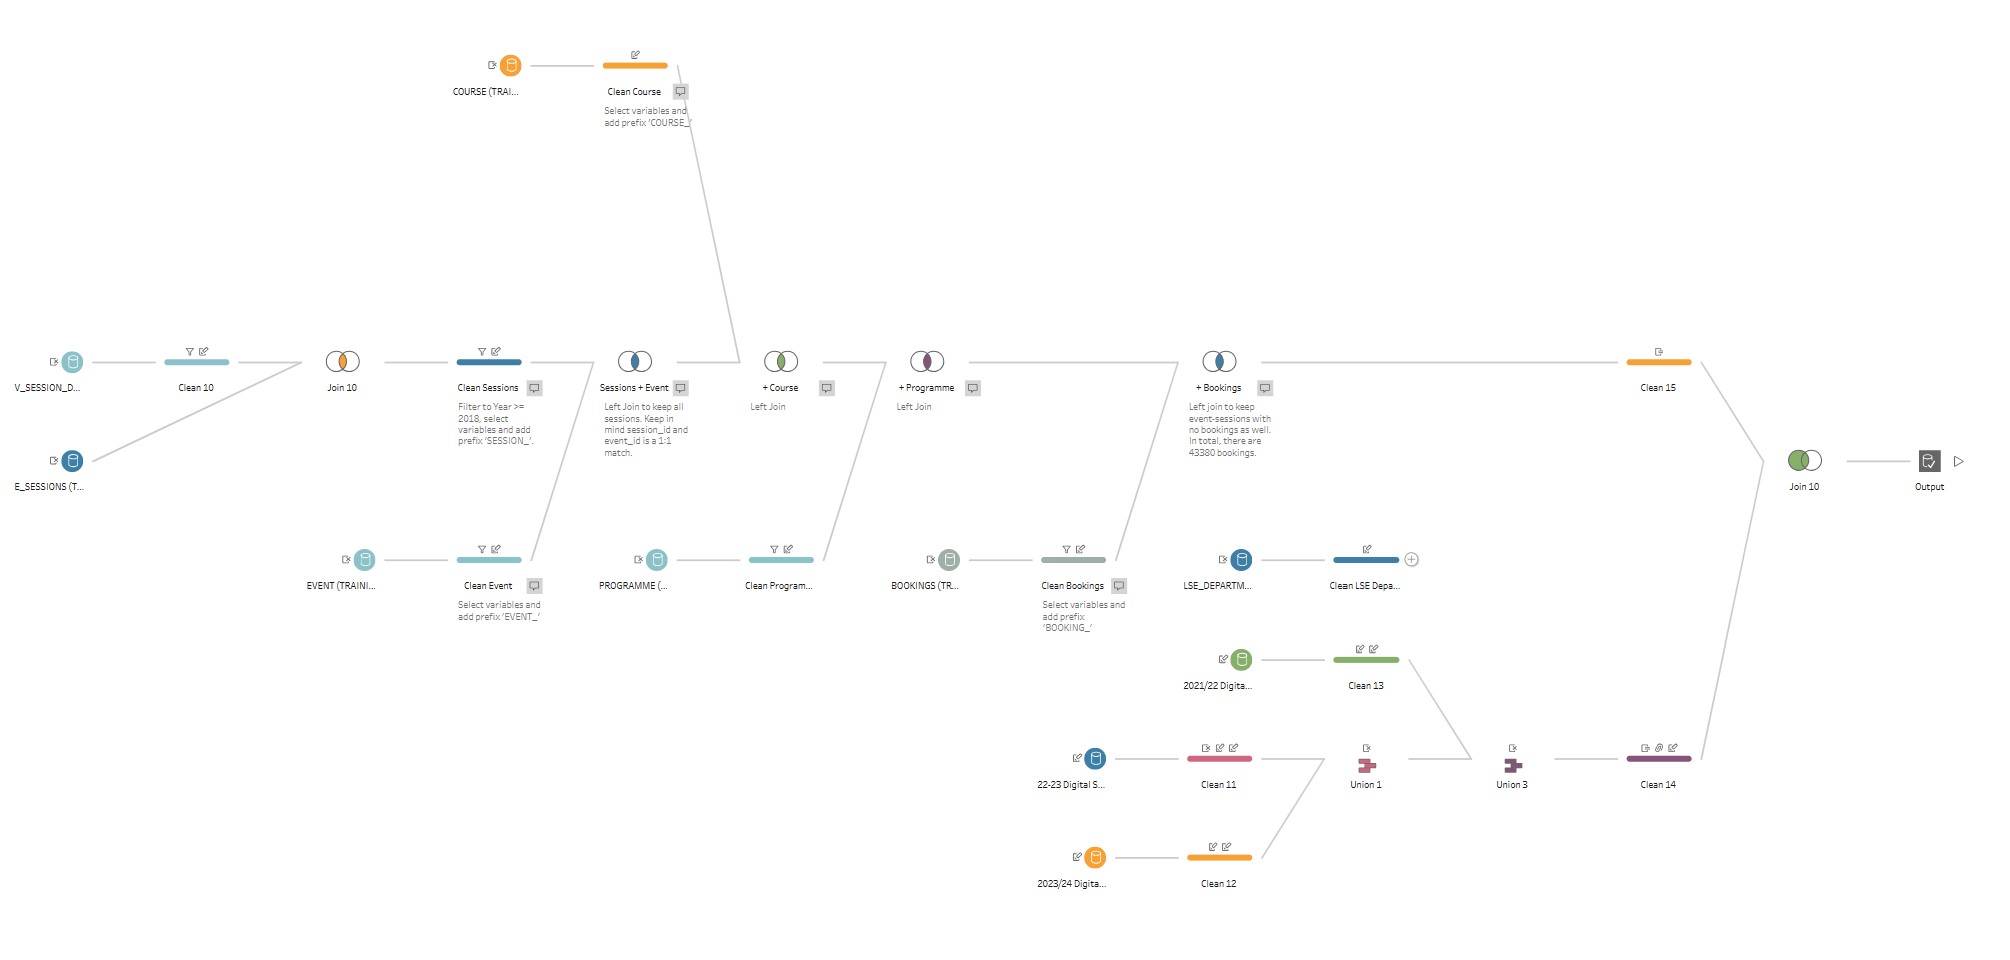 COURSE (TRAI...
Clean Course
Select variables and
add prefix 'COURSE_'
V_SESSION_D...
Clean 10
Join 10
Clean Sessions
Filter to Year >=
2018, select
variables and add
prefix 'SESSION_'.
Sessions + Event
Left Join to keep all
sessions. Keep in
mind session_id and
event_id is a 1:1
match.
+ Course
Left Join
+ Programme
Left Join
+ Bookings
Left join to keep
event-sessions with
no bookings as well.
In total, there are
43380 bookings.
Clean 15
E_SESSIONS (T...
Join 10
Output
EVENT (TRAINI...
Clean Event
Select variables and
add prefix 'EVENT_'
PROGRAMME (...
Clean Program...
BOOKINGS (TR...
Clean Bookings
Select variables and
add prefix
'BOOKING_'
LSE_DEPARTM...
Clean LSE Depa...
2021/22 Digita...
Clean 13
22-23 Digital S...
Clean 11
Union 1
Union 3
Clean 14
2023/24 Digita...
Clean 12